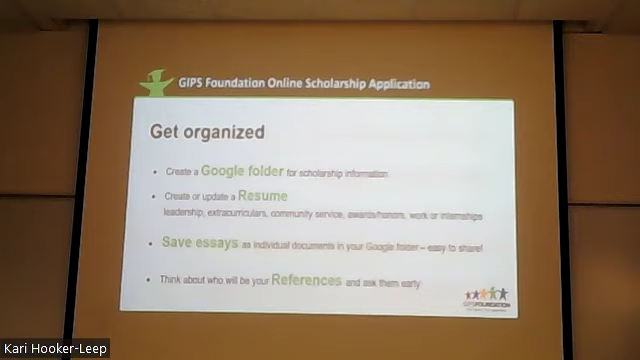 GIPS Foundation Online Scholarship Application
Get organized
• Create a Google folder for scholarship information
• Create or update a Resume
leadership, extracurriculars, community service, awards/honors, work or internships
• Save essays as individual documents in your Google folder – easy to share!
• Think about who will be your References and ask them early
GIPSFOUNDATION
Kari Hooker-Leep